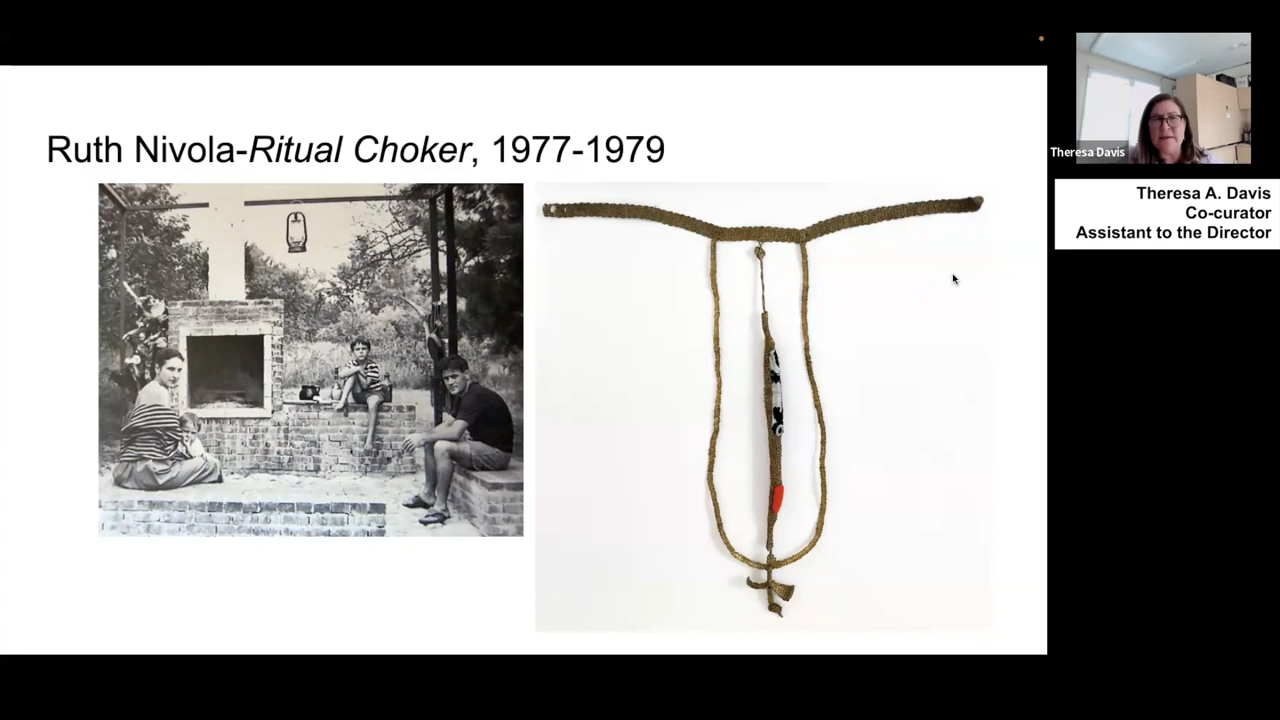 Ruth Nivola-Ritual Choker, 1977-1979
Theresa Davis
Theresa A. Davis
Co-curator
Assistant to the Director